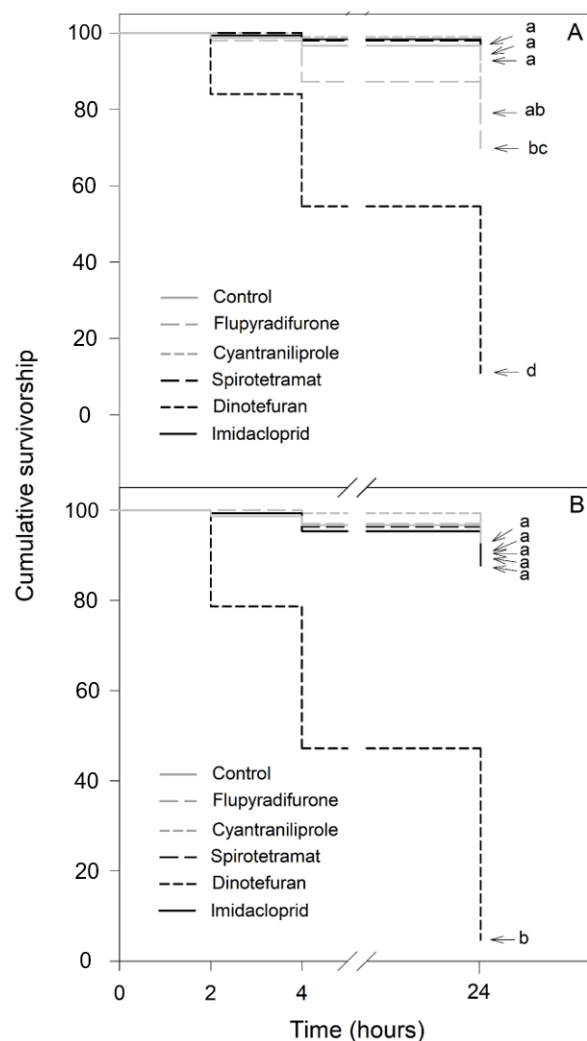 A
100
80
60
40
20
0
a
a
a
ab
bc
d
Control
Flupyradifurone
Cyantraniliprole
Spirotetramat
Dinotefuran
Imidacloprid
Cumulative survivorship
B
100
80
60
40
20
0
a
a
a
a
a
b
Control
Flupyradifurone
Cyantraniliprole
Spirotetramat
Dinotefuran
Imidacloprid
0 2 4 24
Time (hours)